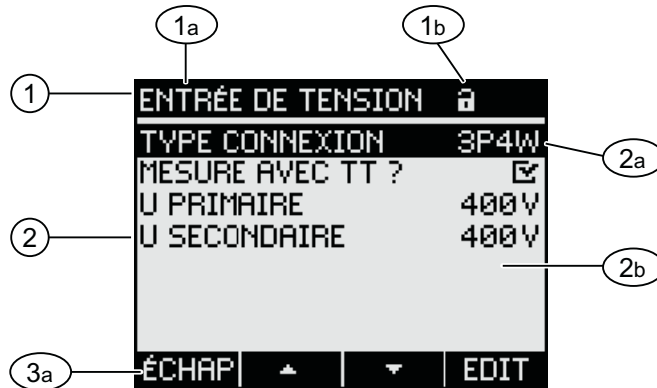 1a 1b
1 ENTRÉE DE TENSION
TYPE CONNEXION 3P4W
2a
MESURE AVEC TT ?
U PRIMAIRE 400V
2 U SECONDAIRE 400V
2b
3a ÉCHAP EDIT